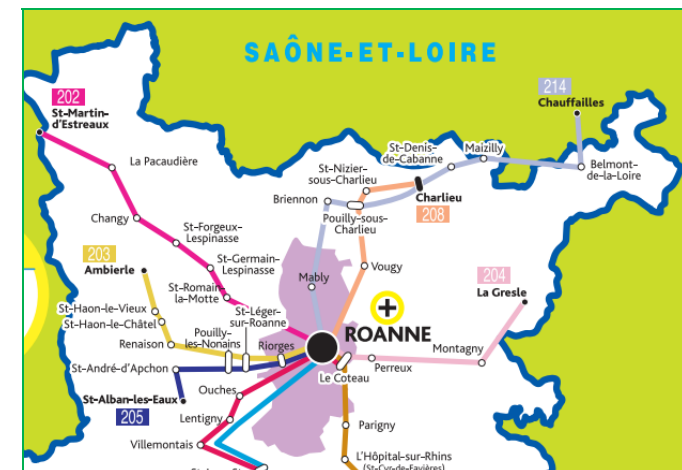 SAÔNE-ET-LOIRE
202
St-Martin-
d'Estreaux
214
Chauffailles
La Pacaudière
St-Denis-
de-Cabanne
Maizilly
Belmont-
de-la-Loire
St-Nizier-
sous-Charlieu
Briennon
Charlieu
208
Pouilly-sous-
Charlieu
Changy
St-Forgeux-
Lespinasse
203
Ambierle
St-Germain-
Lespinasse
Mably
Vougy
204
La Gresle
St-Romain-
la-Motte
St-Haon-le-Vieux
St-Haon-le-Châtel
St-Léger-
sur-Roanne
Pouilly-
les-Nonains
Renaison
Riorges
+
ROANNE
Montagny
St-André-d'Apchon
Le Coteau
Perreux
St-Alban-les-Eaux
205
Ouches
Lentigny
Parigny
Villemontais
L'Hôpital-sur-Rhins
(St-Cyr-de-Favières)